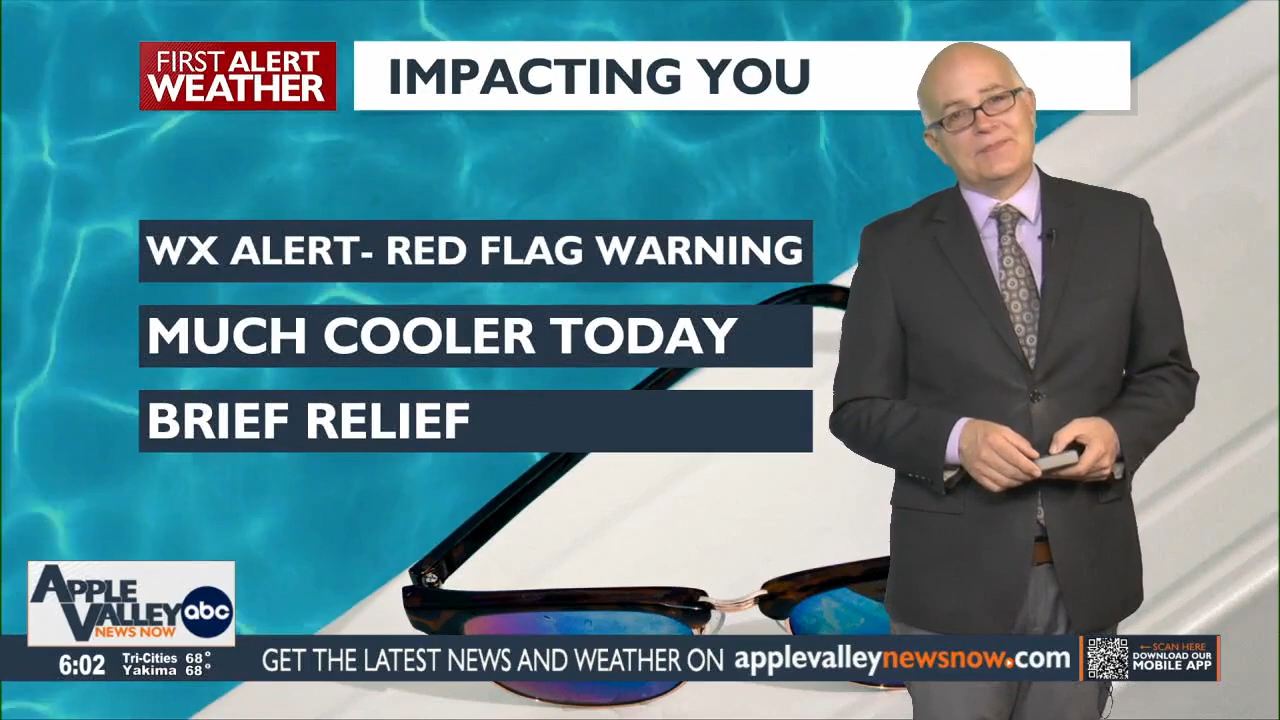 FIRST ALERT
WEATHER
IMPACTING YOU
WX ALERT- RED FLAG WARNING
MUCH COOLER TODAY
BRIEF RELIEF
APPLE
VALLEY
NEWS NOW
abc
6:02
Tri-Cities 68°
Yakima 68°
GET THE LATEST NEWS AND WEATHER ON applevalleynewsnow.com
←SCAN HERE
DOWNLOAD OUR
MOBILE APP